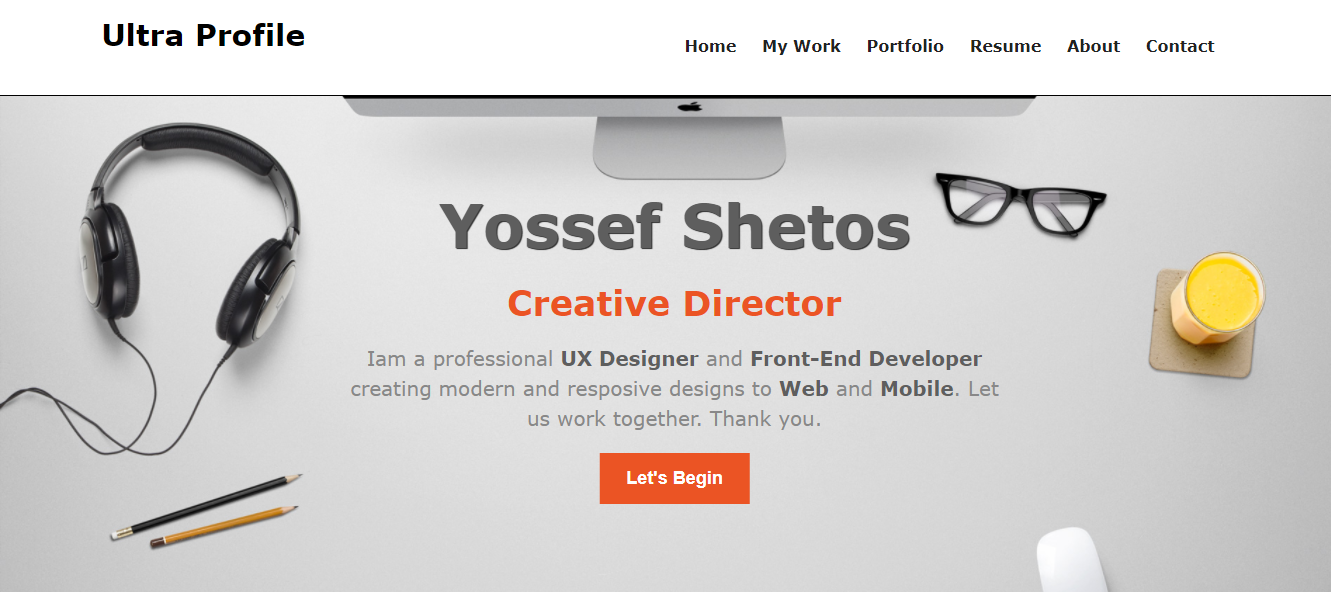 Ultra Profile
Home My Work Portfolio Resume About Contact
Yossef Shetos
Creative Director
Iam a professional UX Designer and Front-End Developer
creating modern and resposive designs to Web and Mobile. Let
us work together. Thank you.
Let's Begin